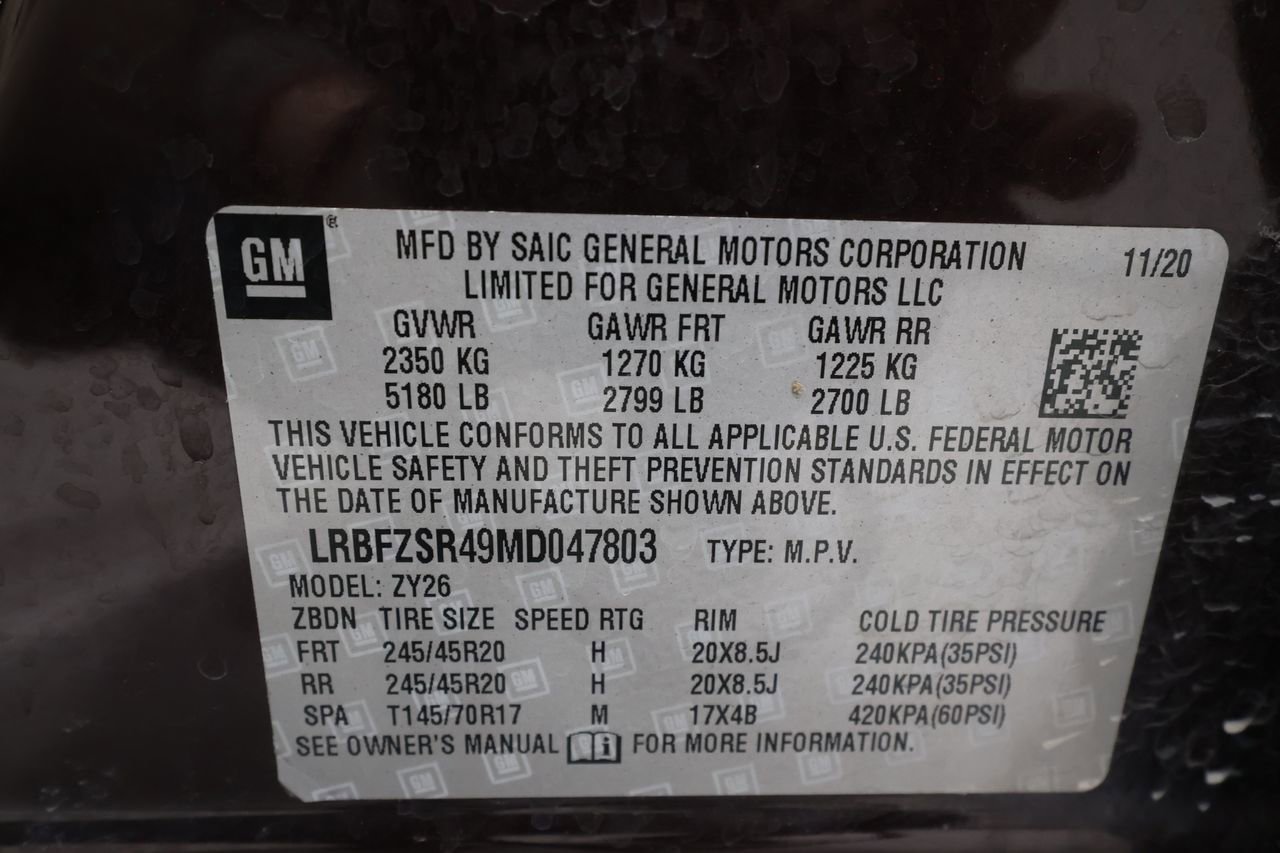 GM
MFD BY SAIC GENERAL MOTORS CORPORATION 11/20
LIMITED FOR GENERAL MOTORS LLC
GVWR GAWR FRT GAWR RR
2350 KG 1270 KG 1225 KG
5180 LB 2799 LB 2700 LB
THIS VEHICLE CONFORMS TO ALL APPLICABLE U.S. FEDERAL MOTOR
VEHICLE SAFETY AND THEFT PREVENTION STANDARDS IN EFFECT ON
THE DATE OF MANUFACTURE SHOWN ABOVE.
LRBFZSR49MD047803 TYPE: M.P.V.
MODEL: ZY26
ZBDN TIRE SIZE SPEED RTG RIM COLD TIRE PRESSURE
FRT 245/45R20 H 20X8.5J 240KPA(35PSI)
RR 245/45R20 H 20X8.5J 240KPA(35PSI)
SPA T145/70R17 M 17X4B 420KPA(60PSI)
SEE OWNER'S MANUAL i FOR MORE INFORMATION.